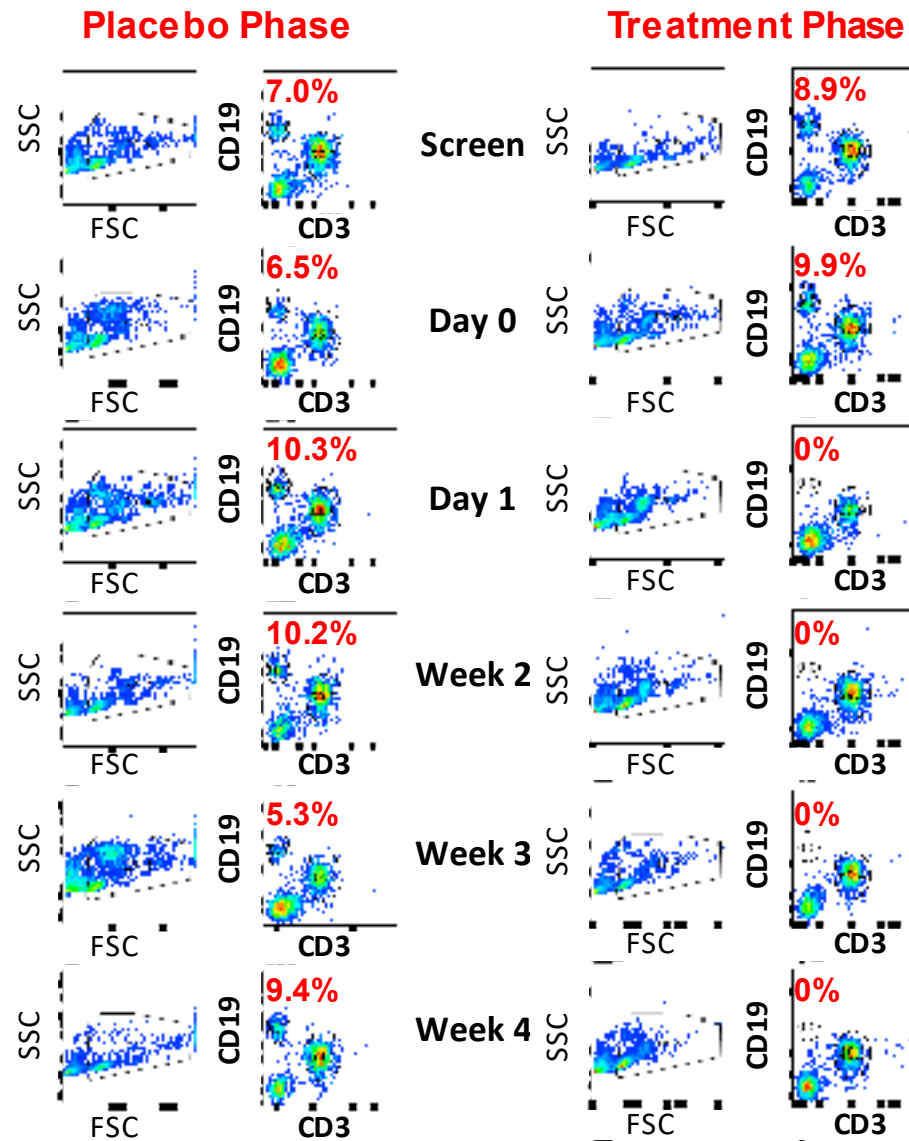 Placebo Phase Treatment Phase
SSC CD19 7.0% Screen SSC CD19 8.9%
FSC CD3 FSC CD3
SSC CD19 6.5% Day 0 SSC CD19 9.9%
FSC CD3 FSC CD3
SSC CD19 10.3% Day 1 SSC CD19 0%
FSC CD3 FSC CD3
SSC CD19 10.2% Week 2 SSC CD19 0%
FSC CD3 FSC CD3
SSC CD19 5.3% Week 3 SSC CD19 0%
FSC CD3 FSC CD3
SSC CD19 9.4% Week 4 SSC CD19 0%
FSC CD3 FSC CD3